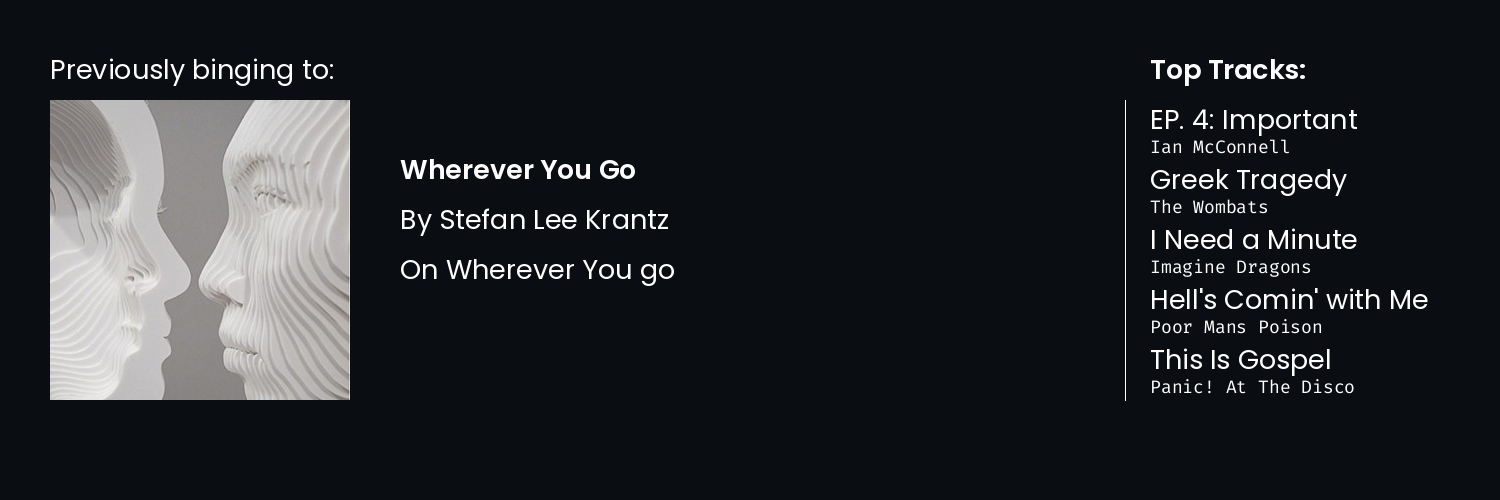 Previously binging to:
Wherever You Go
By Stefan Lee Krantz
On Wherever You go
Top Tracks:
EP. 4: Important
Ian McConnell
Greek Tragedy
The Wombats
I Need a Minute
Imagine Dragons
Hell's Comin' with Me
Poor Mans Poison
This Is Gospel
Panic! At The Disco